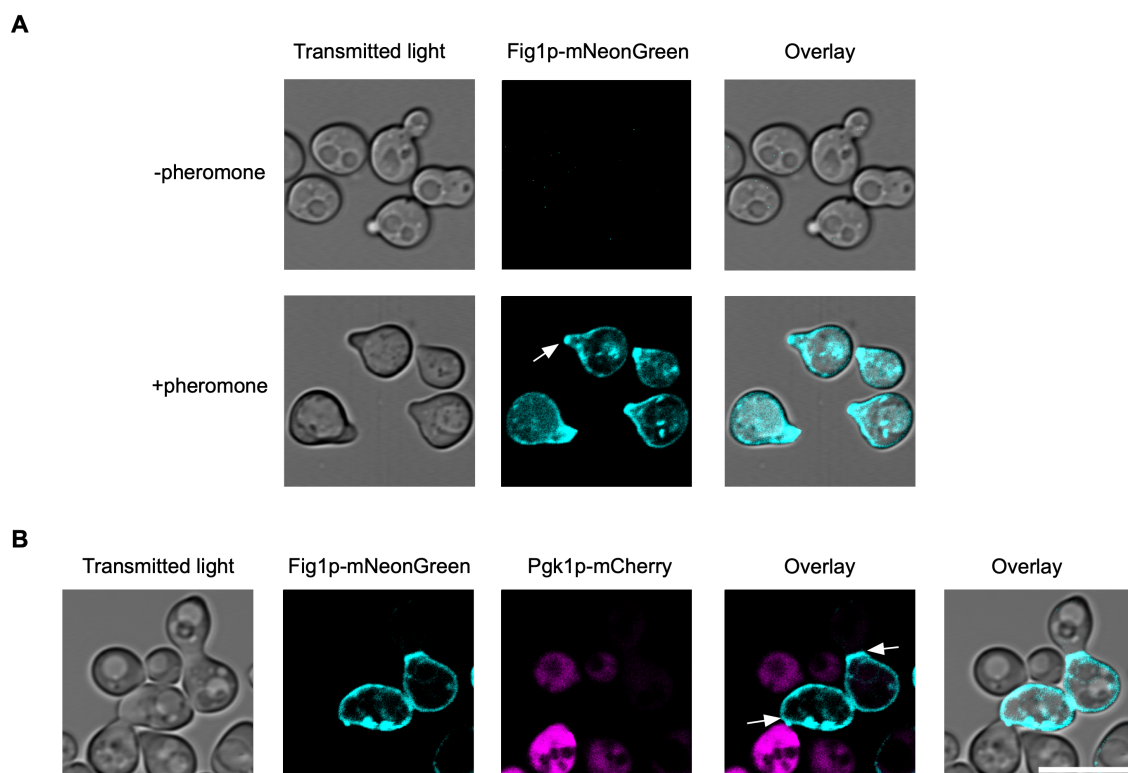 A
Transmitted light Fig1p-mNeonGreen Overlay
-pheromone
+pheromone
B
Transmitted light Fig1p-mNeonGreen Pgk1p-mCherry Overlay Overlay